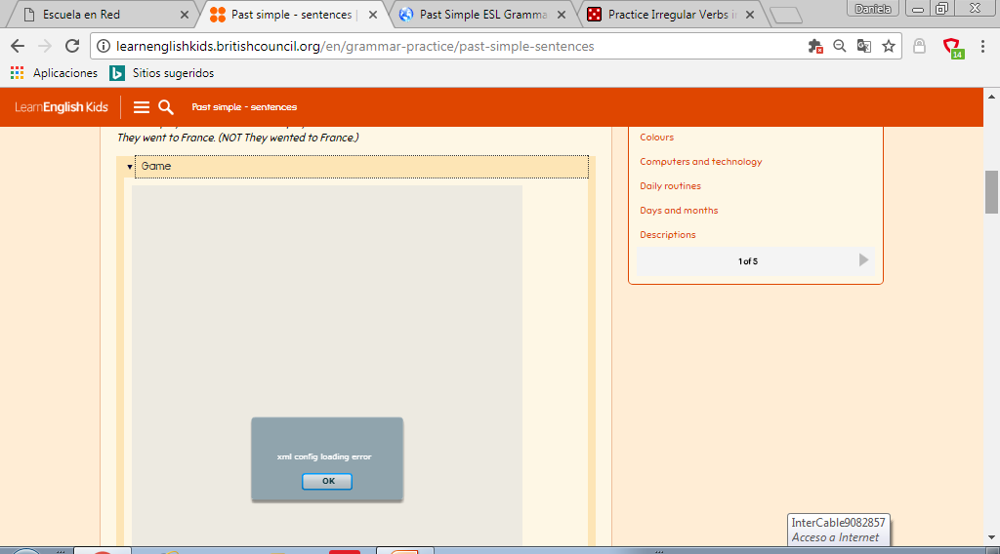 Escuela en Red
Past simple - sentences |
Past Simple ESL Gramma
Practice Irregular Verbs i
Daniela
learnenglishkids.britishcouncil.org/en/grammar-practice/past-simple-sentences
14
Aplicaciones
Sitios sugeridos
LearnEnglish Kids
Past simple - sentences
They went to France. (NOT They wented to France.)
Game
xml config loading error
OK
Colours
Computers and technology
Daily routines
Days and months
Descriptions
1 of 5
InterCable9082857
Acceso a Internet